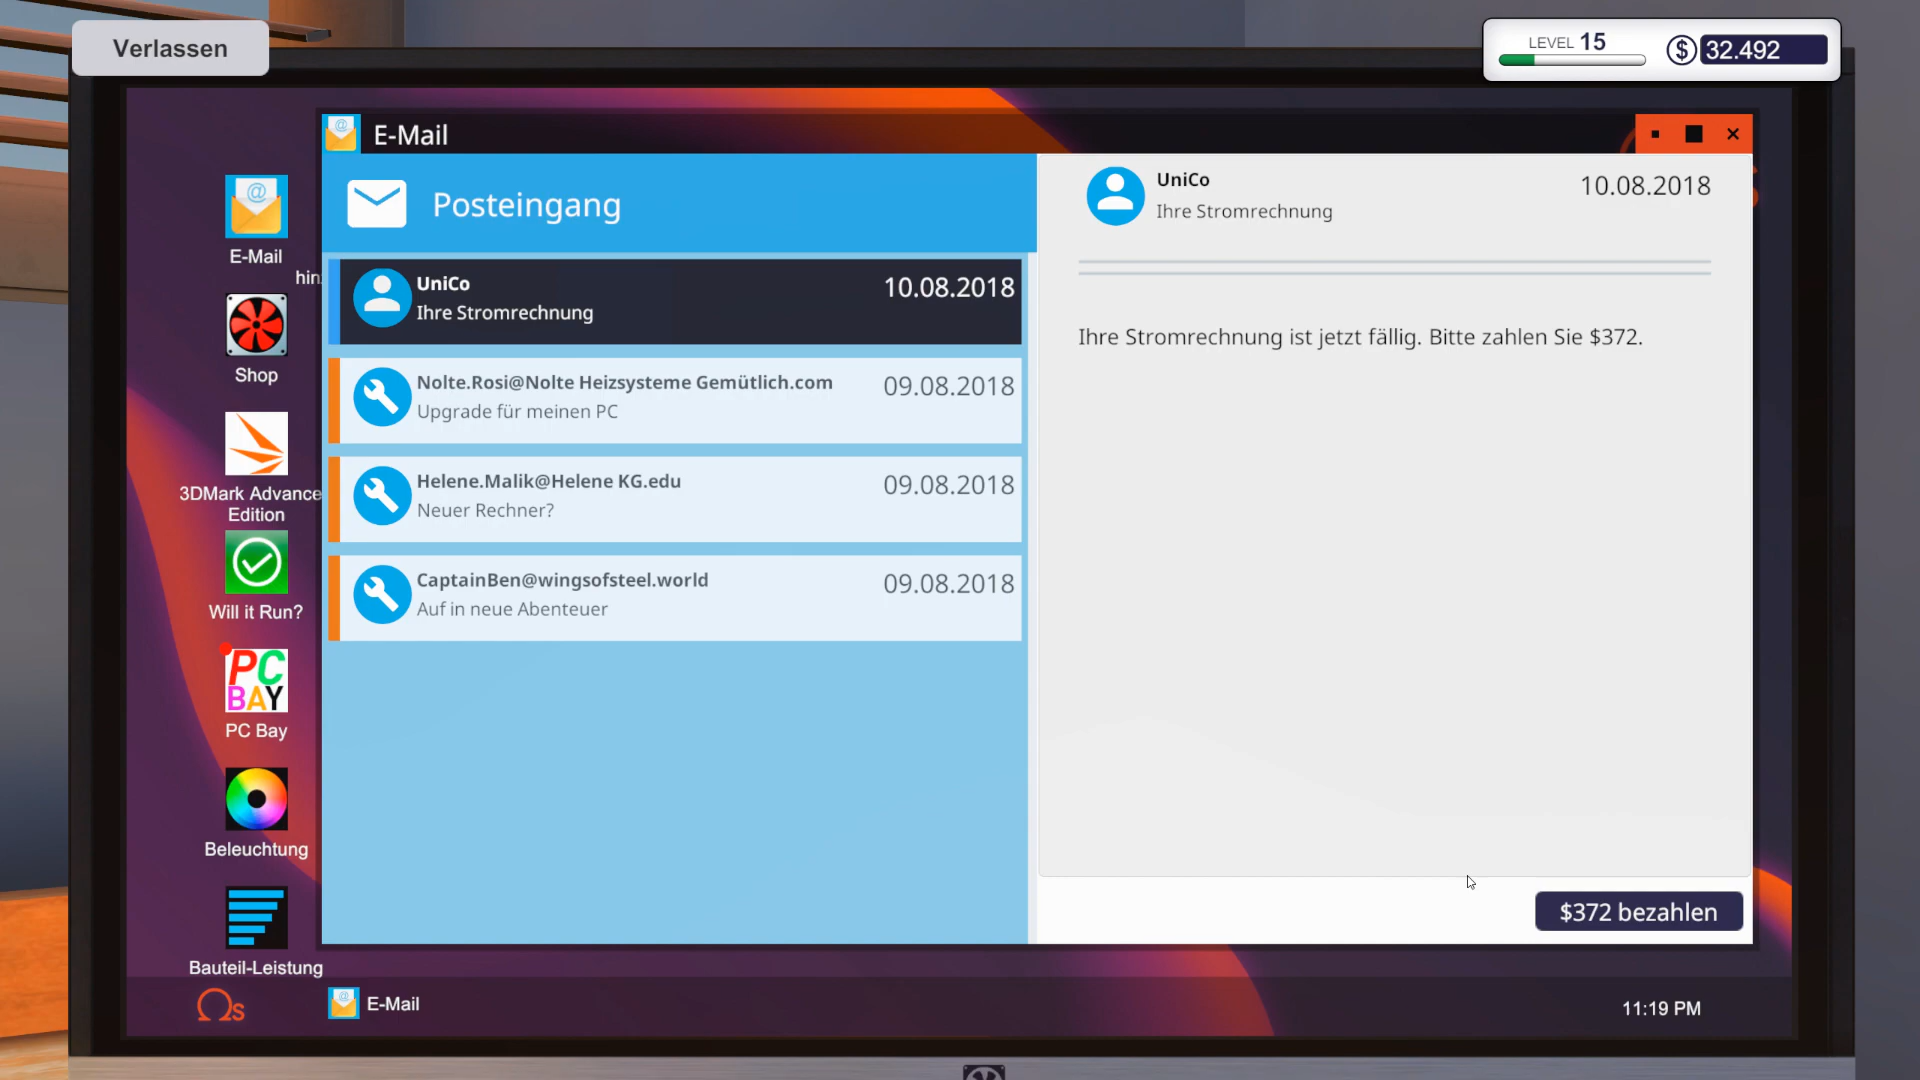 Verlassen
LEVEL 15
$ 32.492
E-Mail
Posteingang
UniCo
10.08.2018
Ihre Stromrechnung
Nolte.Rosi@Nolte Heizsysteme Gemütlich.com
09.08.2018
Upgrade für meinen PC
Helene.Malik@Helene KG.edu
09.08.2018
Neuer Rechner?
CaptainBen@wingsofsteel.world
09.08.2018
Auf in neue Abenteuer
UniCo
10.08.2018
Ihre Stromrechnung
Ihre Stromrechnung ist jetzt fällig. Bitte zahlen Sie $372.
$372 bezahlen
E-Mail
hin
Shop
3DMark Advance
Edition
Will it Run?
PC
BAY
PC Bay
Beleuchtung
Bauteil-Leistung
Ωs
E-Mail
11:19 PM